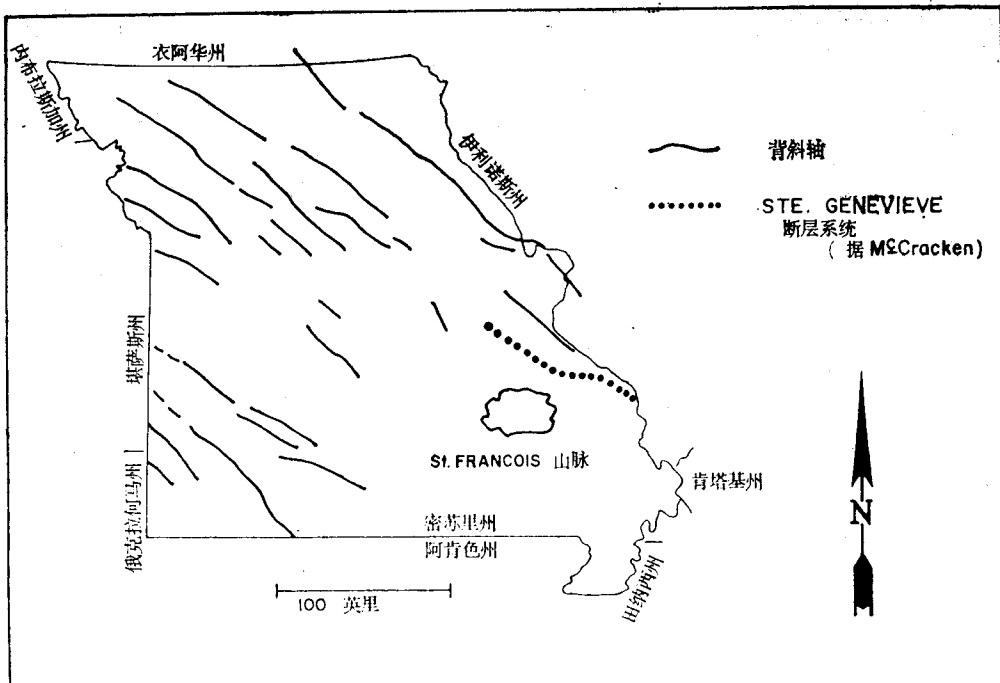 衣阿华州
内布拉斯加州
伊利诺斯州
背斜轴
STE. GENEVIEVE
断层系统
(据 McCracken)
堪萨斯州
St. FRANCOIS 山脉
肯塔基州
俄克拉何马州
密苏里州
阿肯色州
田纳西州
N
100 英里